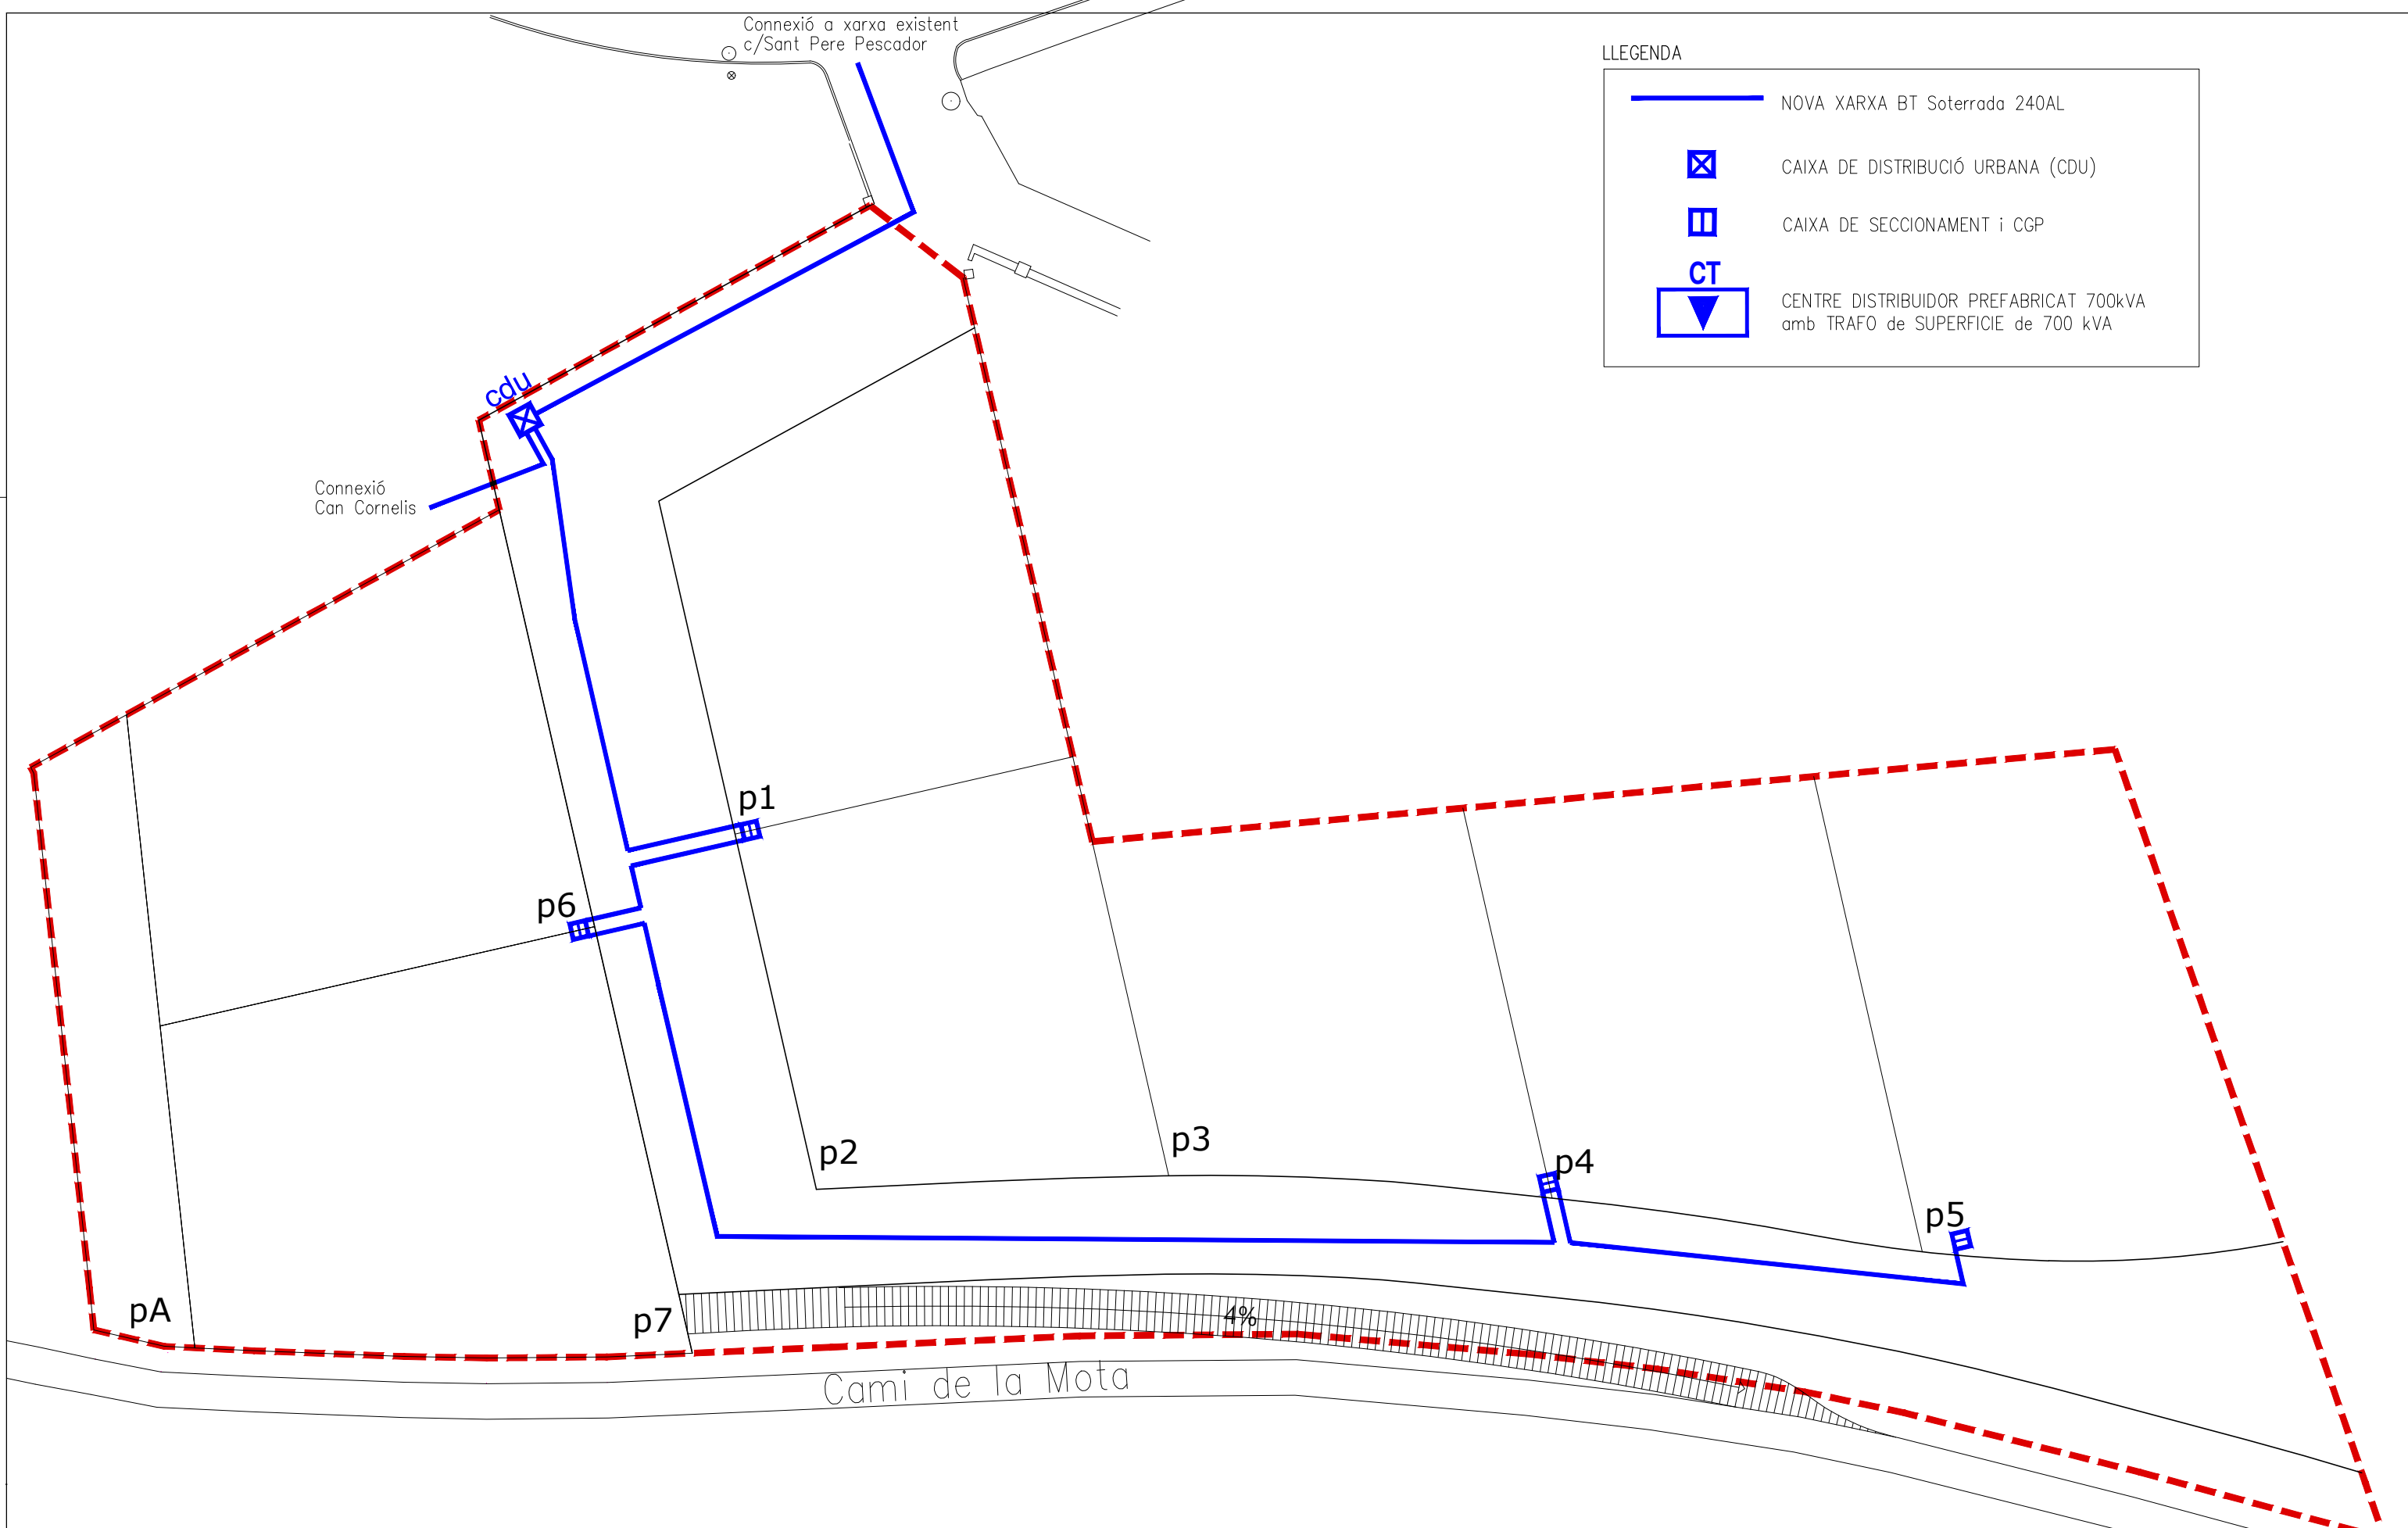 Connexió a xarxa existent
c/Sant Pere Pescador
LLEGENDA
NOVA XARXA BT Soterrada 240AL
CAIXA DE DISTRIBUCIÓ URBANA (CDU)
CAIXA DE SECCIONAMENT i CGP
CT
CENTRE DISTRIBUIDOR PREFABRICAT 700kVA
amb TRAFO de SUPERFICIE de 700 kVA
cdu
Connexió
Can Cornelis
p1
p6
p2
p3
p4
p5
pA
p7
4%
Cami de la Mota